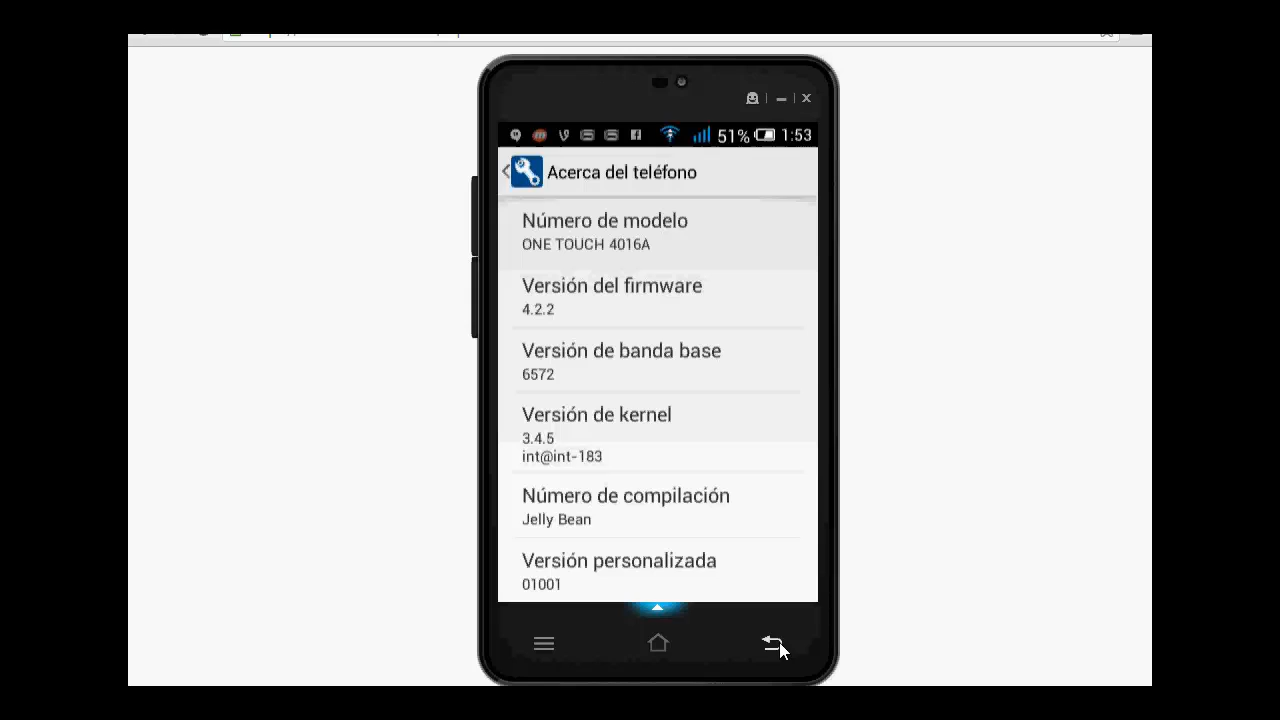 51% 1:53
Acerca del teléfono
Número de modelo
ONE TOUCH 4016A
Versión del firmware
4.2.2
Versión de banda base
6572
Versión de kernel
3.4.5
int@int-183
Número de compilación
Jelly Bean
Versión personalizada
01001